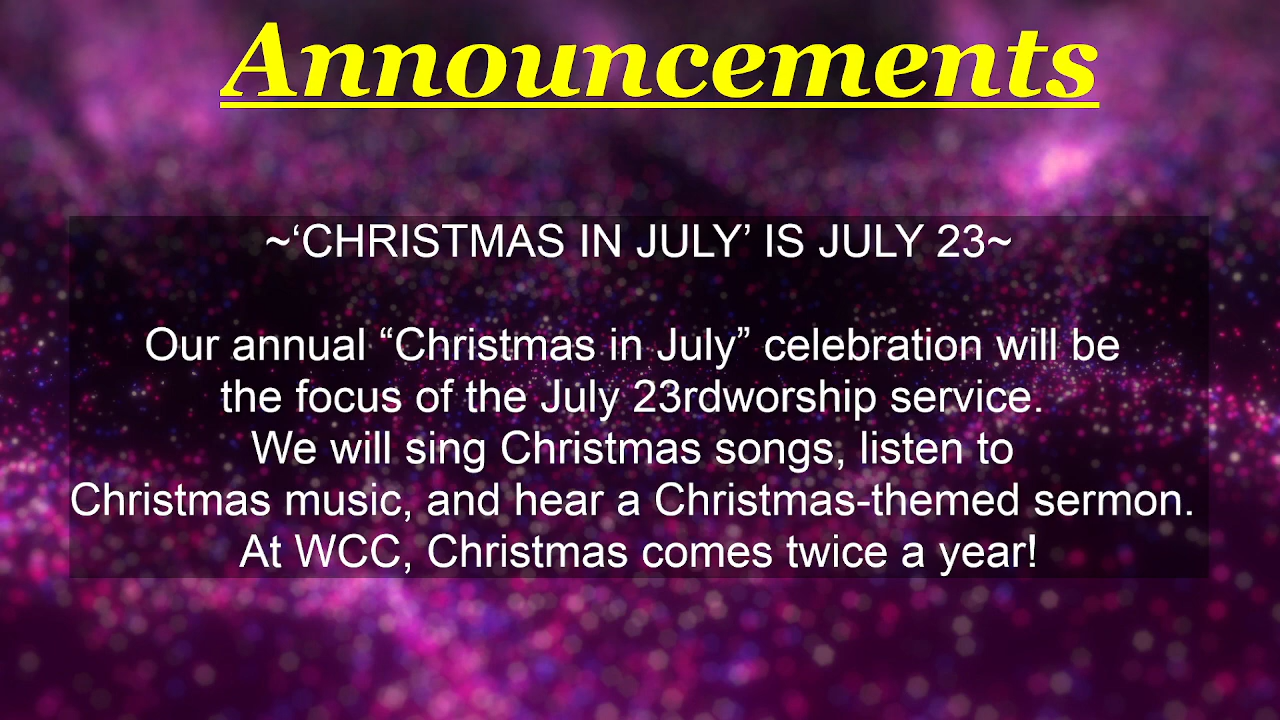 Announcements
~‘CHRISTMAS IN JULY’ IS JULY 23~
Our annual “Christmas in July” celebration will be
the focus of the July 23rdworship service.
We will sing Christmas songs, listen to
Christmas music, and hear a Christmas-themed sermon.
At WCC, Christmas comes twice a year!